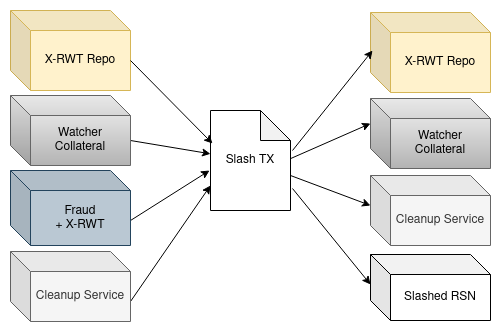 X-RWT Repo
Watcher
Collateral
Fraud
+ X-RWT
Cleanup Service
Slash TX
X-RWT Repo
Watcher
Collateral
Cleanup Service
Slashed RSN